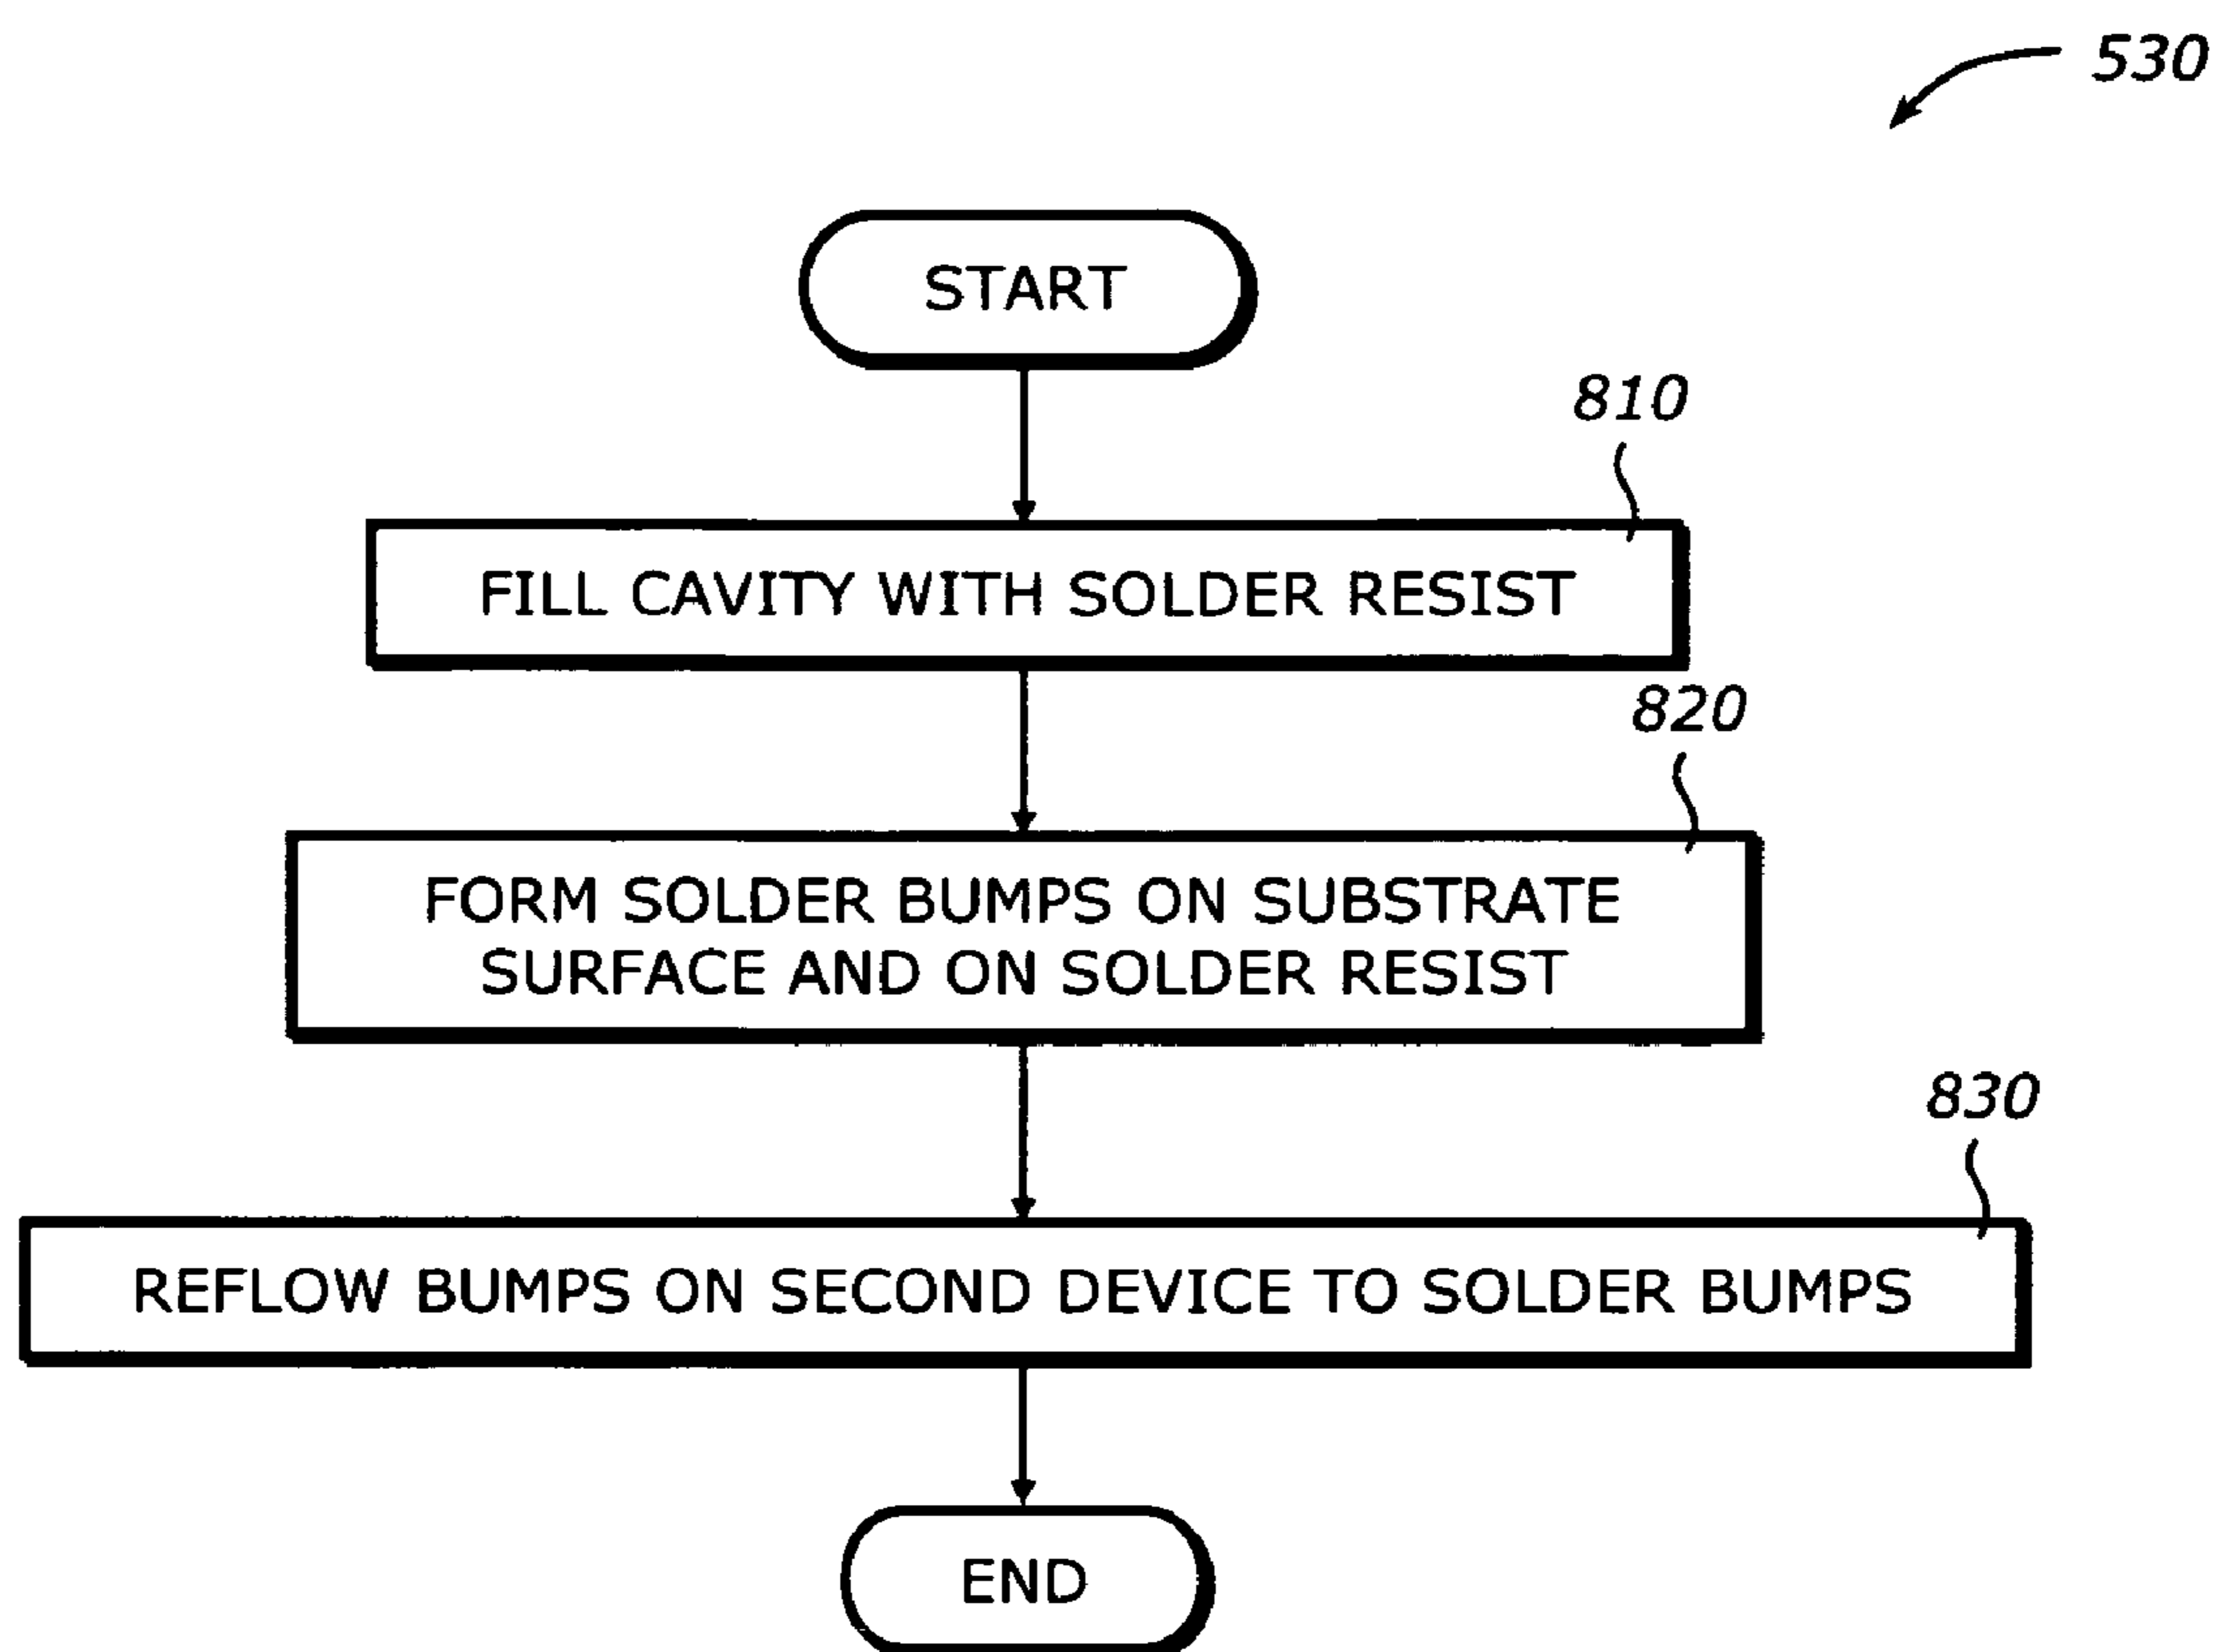 530
START
810
FILL CAVITY WITH SOLDER RESIST
820
FORM SOLDER BUMPS ON SUBSTRATE
SURFACE AND ON SOLDER RESIST
830
REFLOW BUMPS ON SECOND DEVICE TO SOLDER BUMPS
END